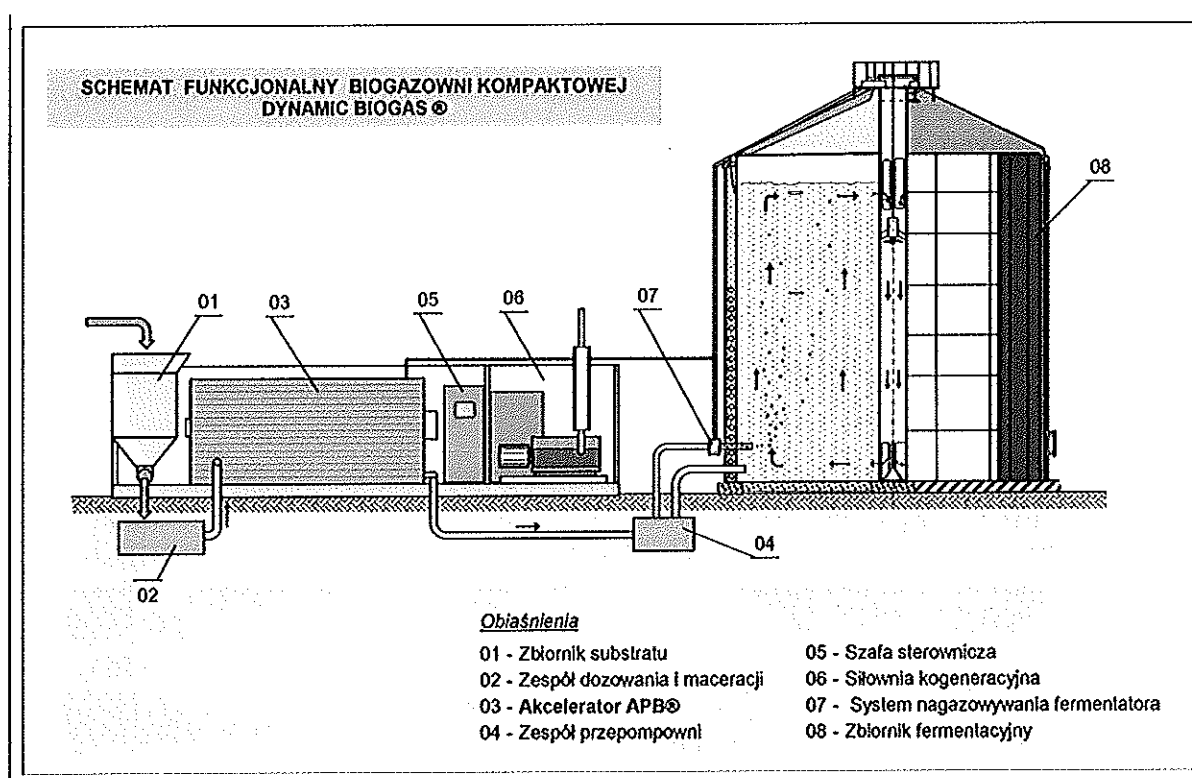 SCHEMAT FUNKCJONALNY BIOGAZOWNI KOMPAKTOWEJ
DYNAMIC BIOGAS ®
01
03
05
06
07
08
02
04
Obiaśnienia
01 - Zbiornik substratu
02 - Zespół dozowania i maceracji
03 - Akcelerator APB®
04 - Zespół przepompowni
05 - Szafa sterownicza
06 - Siłownia kogeneracyjna
07 - System nagazowywania fermentatora
08 - Zbiornik fermentacyjny